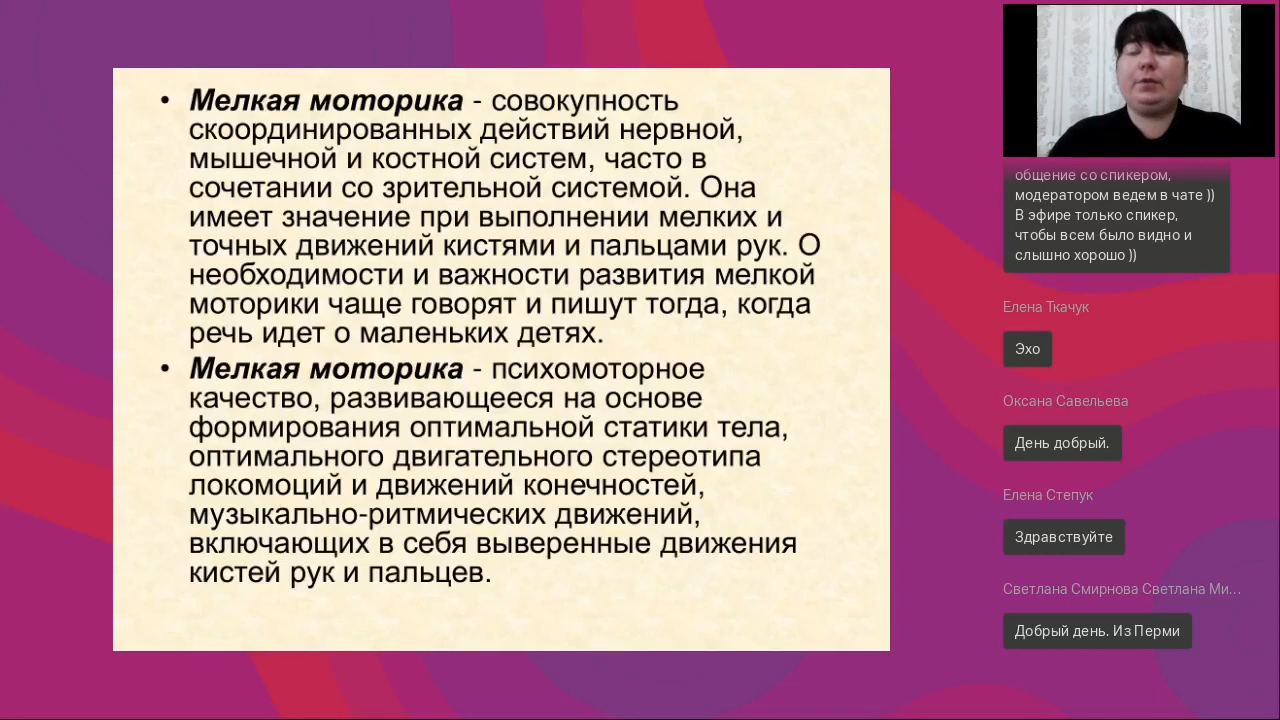 • Мелкая моторика - совокупность
скоординированных действий нервной,
мышечной и костной систем, часто в
сочетании со зрительной системой. Она
имеет значение при выполнении мелких и
точных движений кистями и пальцами рук. О
необходимости и важности развития мелкой
моторики чаще говорят и пишут тогда, когда
речь идет о маленьких детях.
• Мелкая моторика - психомоторное
качество, развивающееся на основе
формирования оптимальной статики тела,
оптимального двигательного стереотипа
локомоций и движений конечностей,
музыкально-ритмических движений,
включающих в себя выверенные движения
кистей рук и пальцев.
общение со спикером,
модератором ведем в чате ))
В эфире только спикер,
чтобы всем было видно и
слышно хорошо ))
Елена Ткачук
Эхо
Оксана Савельева
День добрый.
Елена Степук
Здравствуйте
Светлана Смирнова Светлана Ми...
Добрый день. Из Перми